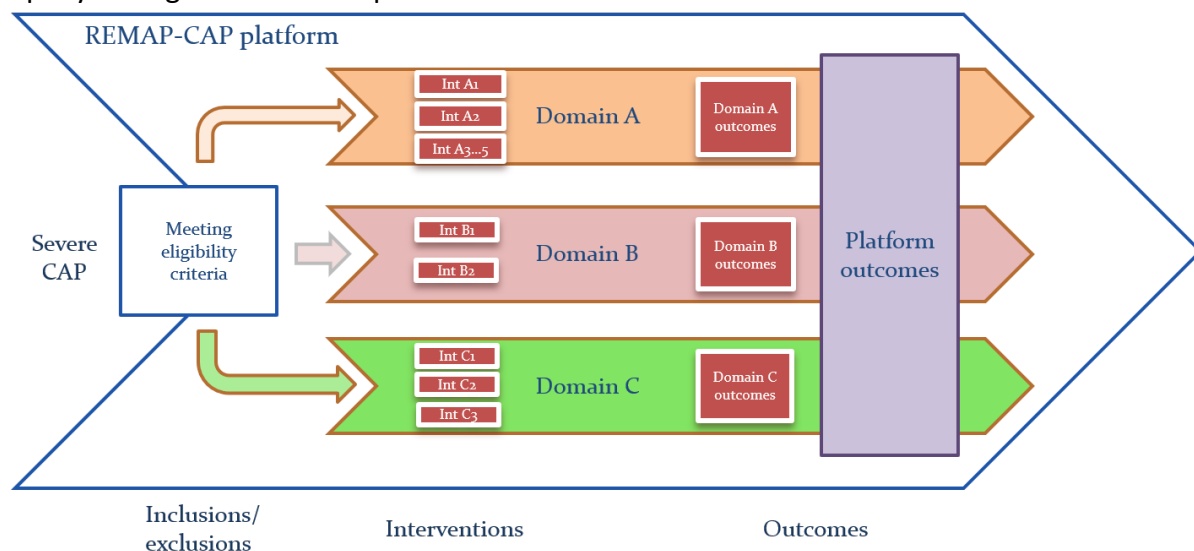 REMAP-CAP platform
Int A1
Int A2
Int A3...5
Domain A
Domain A
outcomes
Severe
CAP
Meeting
eligibility
criteria
Int B1
Int B2
Domain B
Domain B
outcomes
Platform
outcomes
Int C1
Int C2
Int C3
Domain C
Domain C
outcomes
Inclusions/
exclusions
Interventions
Outcomes